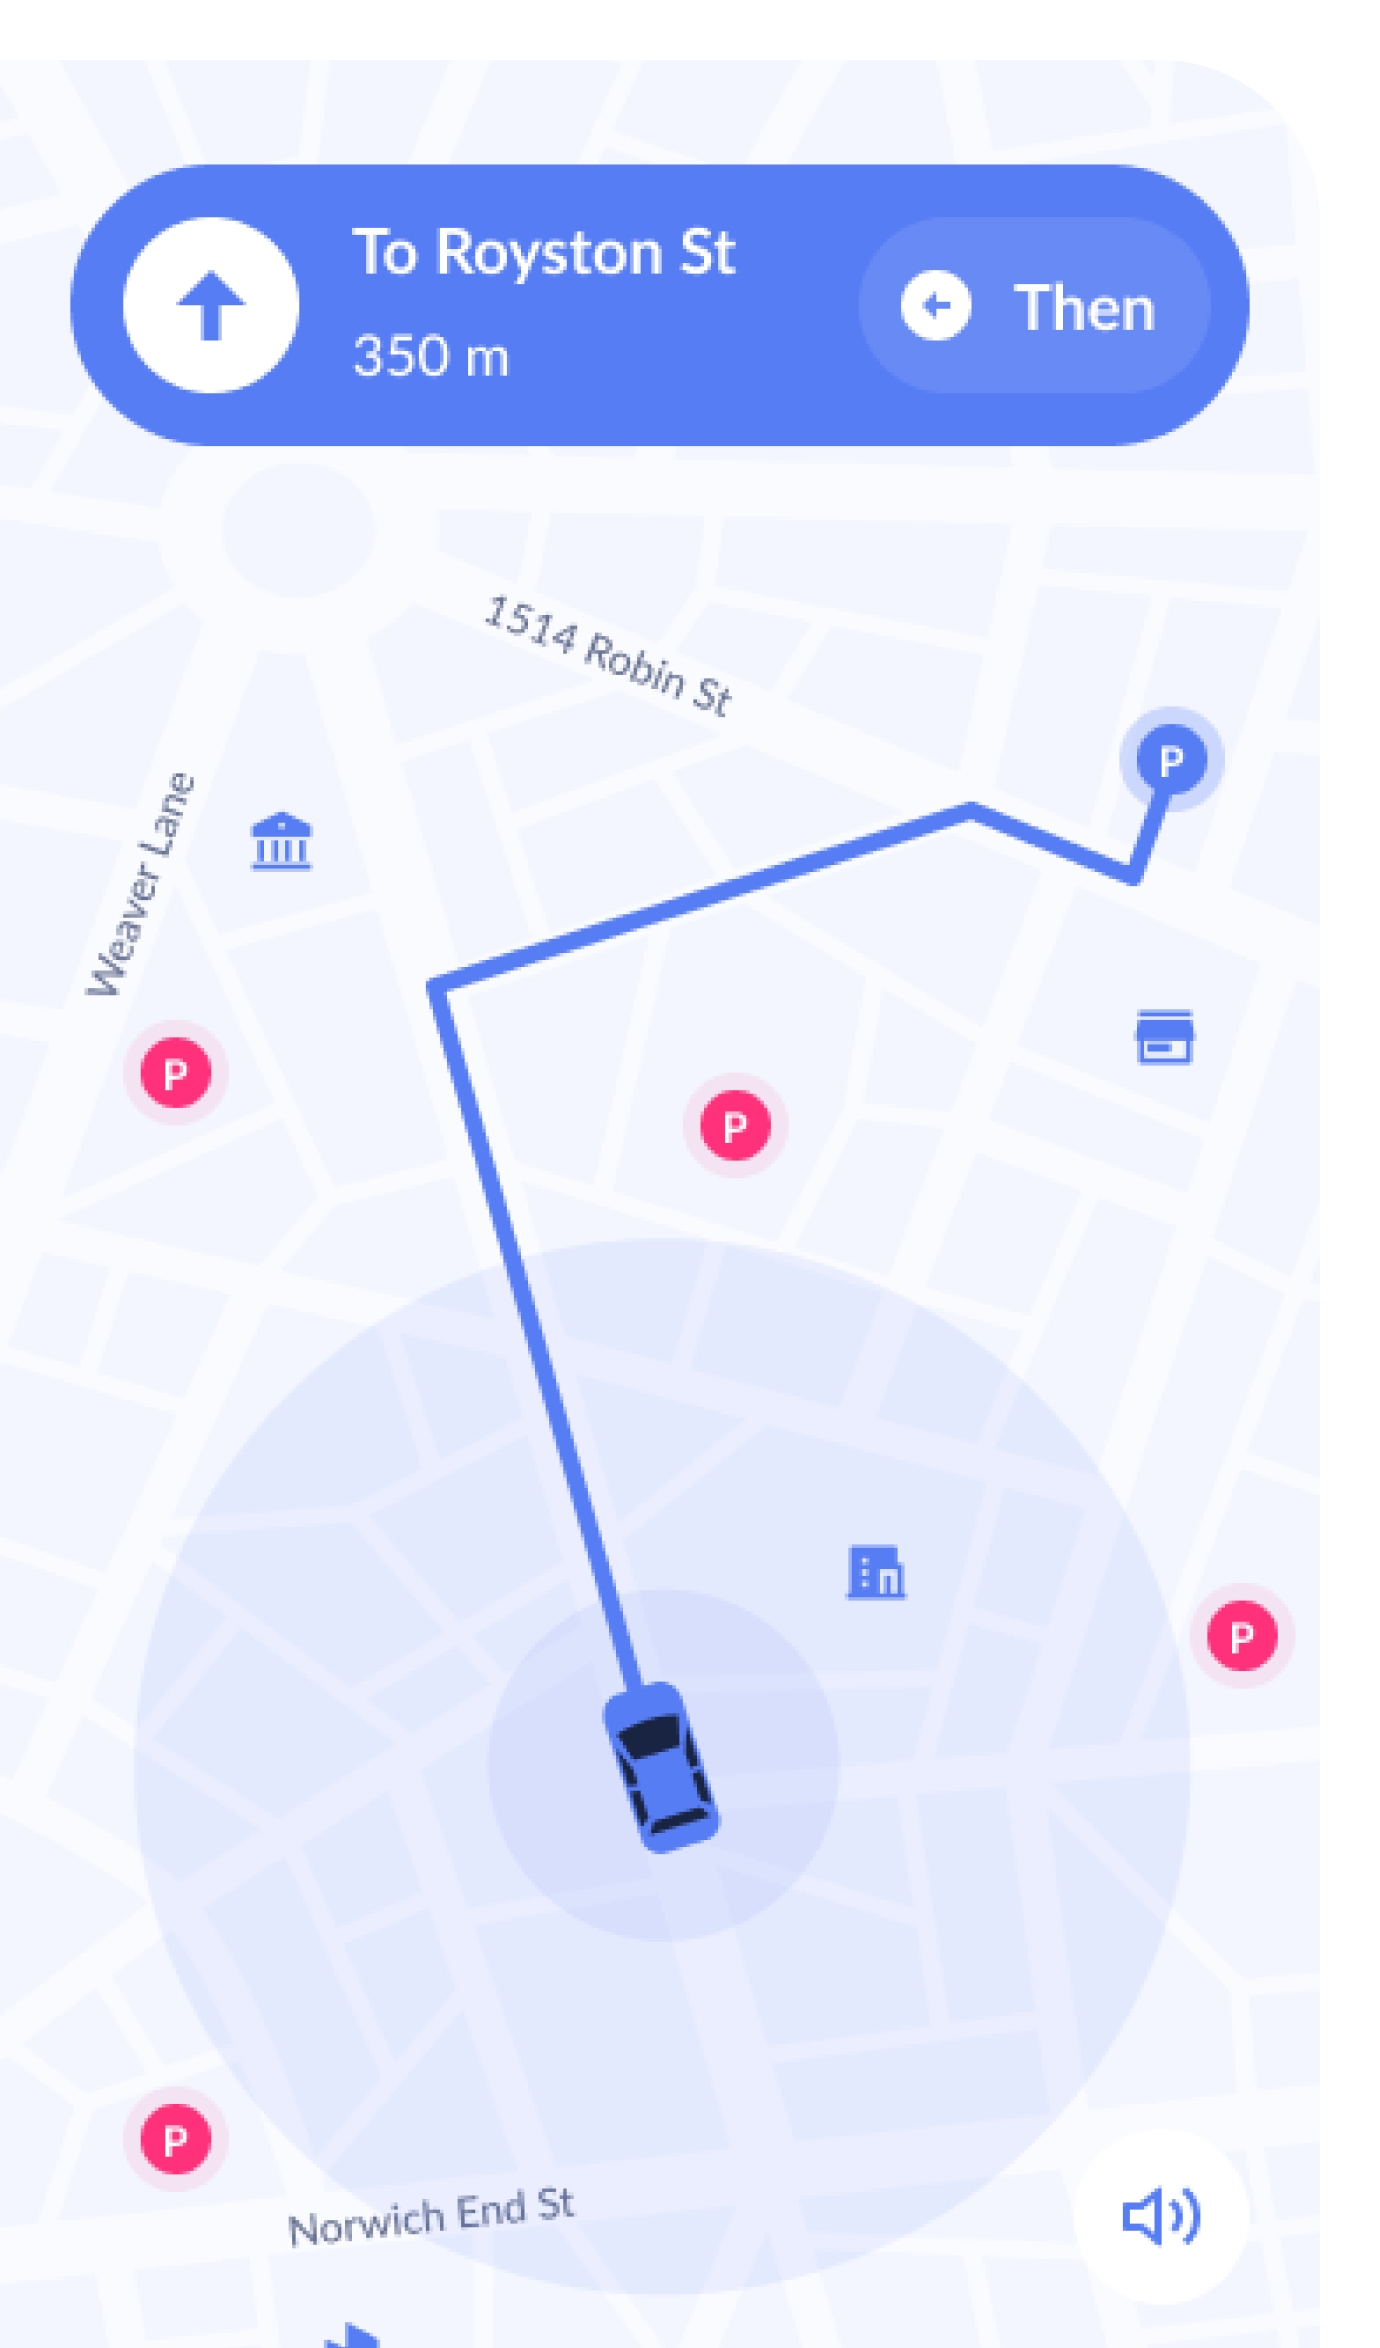 To Royston St
350 m
Then
1514 Robin St
P
Weaver Lane
P
P
P
P
Norwich End St